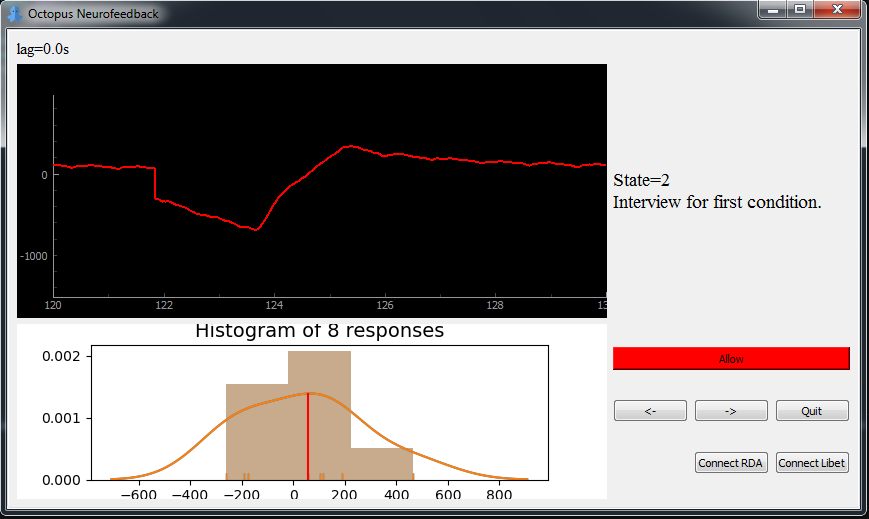 Octopus Neurofeedback
lag=0.0s
0
-1000
120 122 124 126 128
State=2
Interview for first condition.
Histogram of 8 responses
0.002
0.001
0.000
−600 −400 −200 0 200 400 600 800
Allow
<- -> Quit
Connect RDA Connect Libet